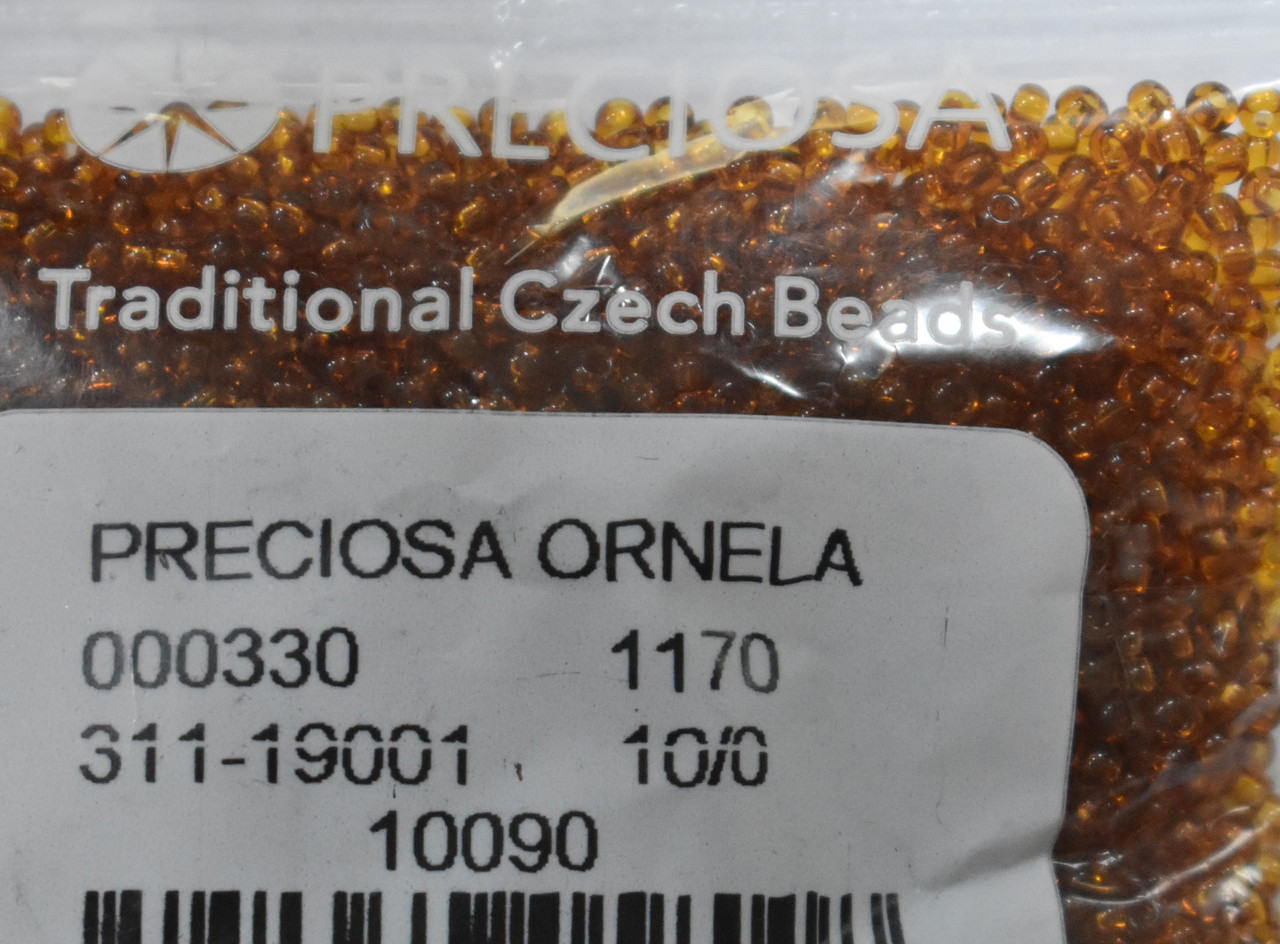 PRECIOSA
Traditional Czech Beads
PRECIOSA ORNELA
000330 1170
311-19001 10/0
10090